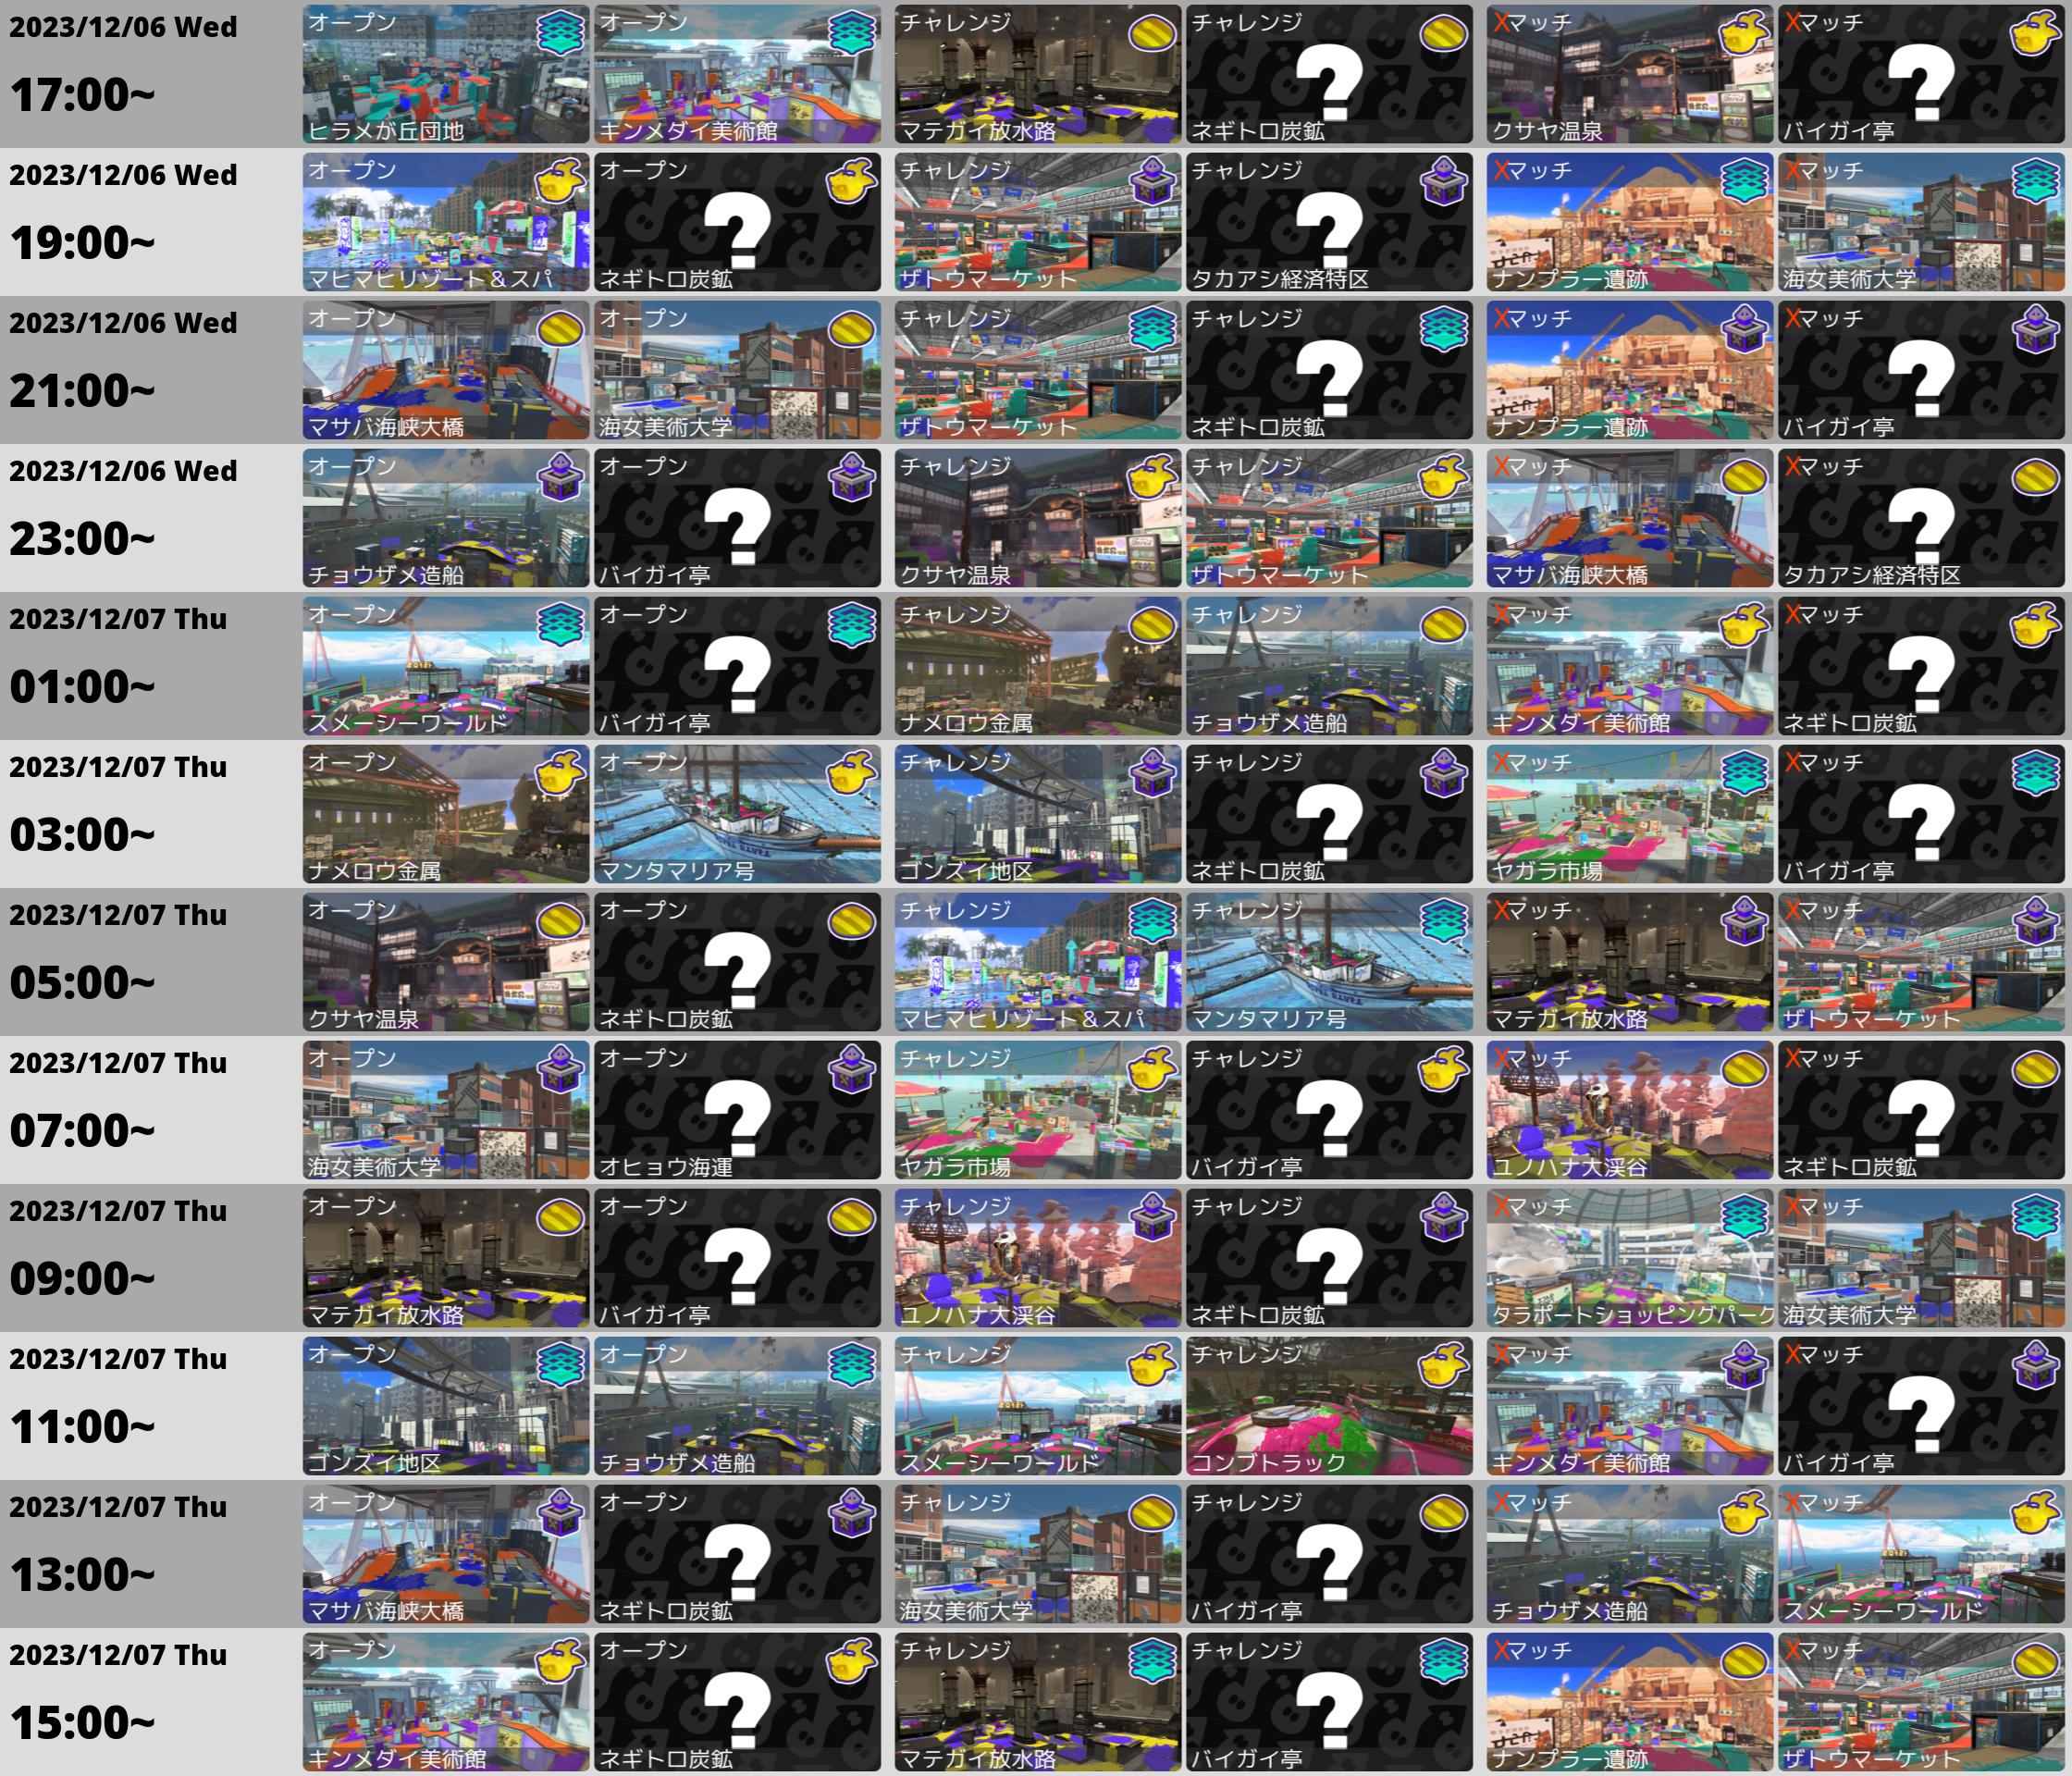 2023/12/06 Wed
17:00~
オープン
ヒラメが丘団地
オープン
キンメダイ美術館
チャレンジ
マテガイ放水路
チャレンジ
?
ネギトロ炭鉱
Xマッチ
クサヤ温泉
Xマッチ
?
バイガイ亭
2023/12/06 Wed
19:00~
オープン
マヒマヒリゾート＆スパ
オープン
?
ネギトロ炭鉱
チャレンジ
ザトウマーケット
チャレンジ
?
タカアシ経済特区
Xマッチ
ナンプラー遺跡
Xマッチ
海女美術大学
2023/12/06 Wed
21:00~
オープン
マサバ海峡大橋
オープン
海女美術大学
チャレンジ
ザトウマーケット
チャレンジ
?
ネギトロ炭鉱
Xマッチ
ナンプラー遺跡
Xマッチ
?
バイガイ亭
2023/12/06 Wed
23:00~
オープン
チョウザメ造船
オープン
?
バイガイ亭
チャレンジ
クサヤ温泉
チャレンジ
ザトウマーケット
Xマッチ
マサバ海峡大橋
Xマッチ
?
タカアシ経済特区
2023/12/07 Thu
01:00~
オープン
スメーシーワールド
オープン
?
バイガイ亭
チャレンジ
ナメロウ金属
チャレンジ
チョウザメ造船
Xマッチ
キンメダイ美術館
Xマッチ
?
ネギトロ炭鉱
2023/12/07 Thu
03:00~
オープン
ナメロウ金属
オープン
マンタマリア号
チャレンジ
ゴンズイ地区
チャレンジ
?
ネギトロ炭鉱
Xマッチ
ヤガラ市場
Xマッチ
?
バイガイ亭
2023/12/07 Thu
05:00~
オープン
クサヤ温泉
オープン
?
ネギトロ炭鉱
チャレンジ
マヒマヒリゾート＆スパ
チャレンジ
マンタマリア号
Xマッチ
マテガイ放水路
Xマッチ
ザトウマーケット
2023/12/07 Thu
07:00~
オープン
海女美術大学
オープン
?
オヒョウ海運
チャレンジ
ヤガラ市場
チャレンジ
?
バイガイ亭
Xマッチ
ユノハナ大渓谷
Xマッチ
?
ネギトロ炭鉱
2023/12/07 Thu
09:00~
オープン
マテガイ放水路
オープン
?
バイガイ亭
チャレンジ
ユノハナ大渓谷
チャレンジ
?
ネギトロ炭鉱
Xマッチ
タラポートショッピングパーク
Xマッチ
海女美術大学
2023/12/07 Thu
11:00~
オープン
ゴンズイ地区
オープン
チョウザメ造船
チャレンジ
スメーシーワールド
チャレンジ
コンブトラック
Xマッチ
キンメダイ美術館
Xマッチ
?
バイガイ亭
2023/12/07 Thu
13:00~
オープン
マサバ海峡大橋
オープン
?
ネギトロ炭鉱
チャレンジ
海女美術大学
チャレンジ
?
バイガイ亭
Xマッチ
チョウザメ造船
Xマッチ
スメーシーワールド
2023/12/07 Thu
15:00~
オープン
キンメダイ美術館
オープン
?
ネギトロ炭鉱
チャレンジ
マテガイ放水路
チャレンジ
?
バイガイ亭
Xマッチ
ナンプラー遺跡
Xマッチ
ザトウマーケット